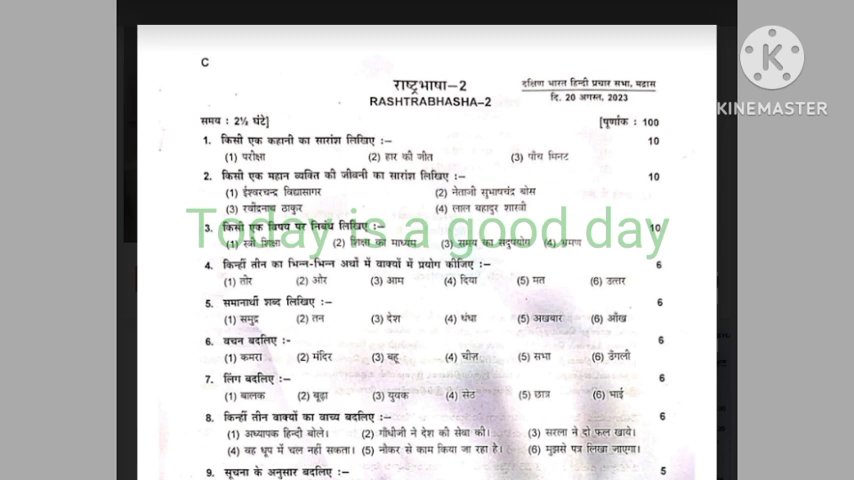 C
राष्ट्रभाषा–2
RASHTRABHASHA–2
दक्षिण भारत हिन्दी प्रचार सभा, मद्रास
दि. 20 अगस्त, 2023
KINEMASTER
समय : 2½ घंटे] [पूर्णांक : 100
1. किसी एक कहानी का सारांश लिखिए :– 10
(1) परीक्षा (2) हार की जीत (3) पाँच मिनट
2. किसी एक महान व्यक्ति की जीवनी का सारांश लिखिए :– 10
(1) ईश्वरचन्द्र विद्यासागर (2) नेताजी सुभाषचंद्र बोस
(3) रवींद्रनाथ ठाकुर (4) लाल बहादुर शास्त्री
Today is a good day
3. किसी एक विषय पर निबंध लिखिए :– 10
(1) स्त्री शिक्षा (2) शिक्षा का माध्यम (3) समय का सदुपयोग (4) भ्रमण
4. किन्हीं तीन का भिन्न-भिन्न अर्थों में वाक्यों में प्रयोग कीजिए :– 6
(1) तीर (2) और (3) आम (4) दिया (5) मत (6) उत्तर
5. समानार्थी शब्द लिखिए :– 6
(1) समुद्र (2) तन (3) देश (4) धंधा (5) अखबार (6) आँख
6. वचन बदलिए :- 6
(1) कमरा (2) मंदिर (3) बहू (4) चीज़ (5) सभा (6) उँगली
7. लिंग बदलिए :– 6
(1) बालक (2) बूढ़ा (3) युवक (4) सेठ (5) छात्र (6) भाई
8. किन्हीं तीन वाक्यों का वाच्य बदलिए :– 6
(1) अध्यापक हिन्दी बोले। (2) गाँधीजी ने देश की सेवा की। (3) सरला ने दो फल खाये।
(4) वह धूप में चल नहीं सकता। (5) नौकर से काम किया जा रहा है। (6) मुझसे पत्र लिखा जाएगा।
9. सूचना के अनुसार बदलिए :– 5